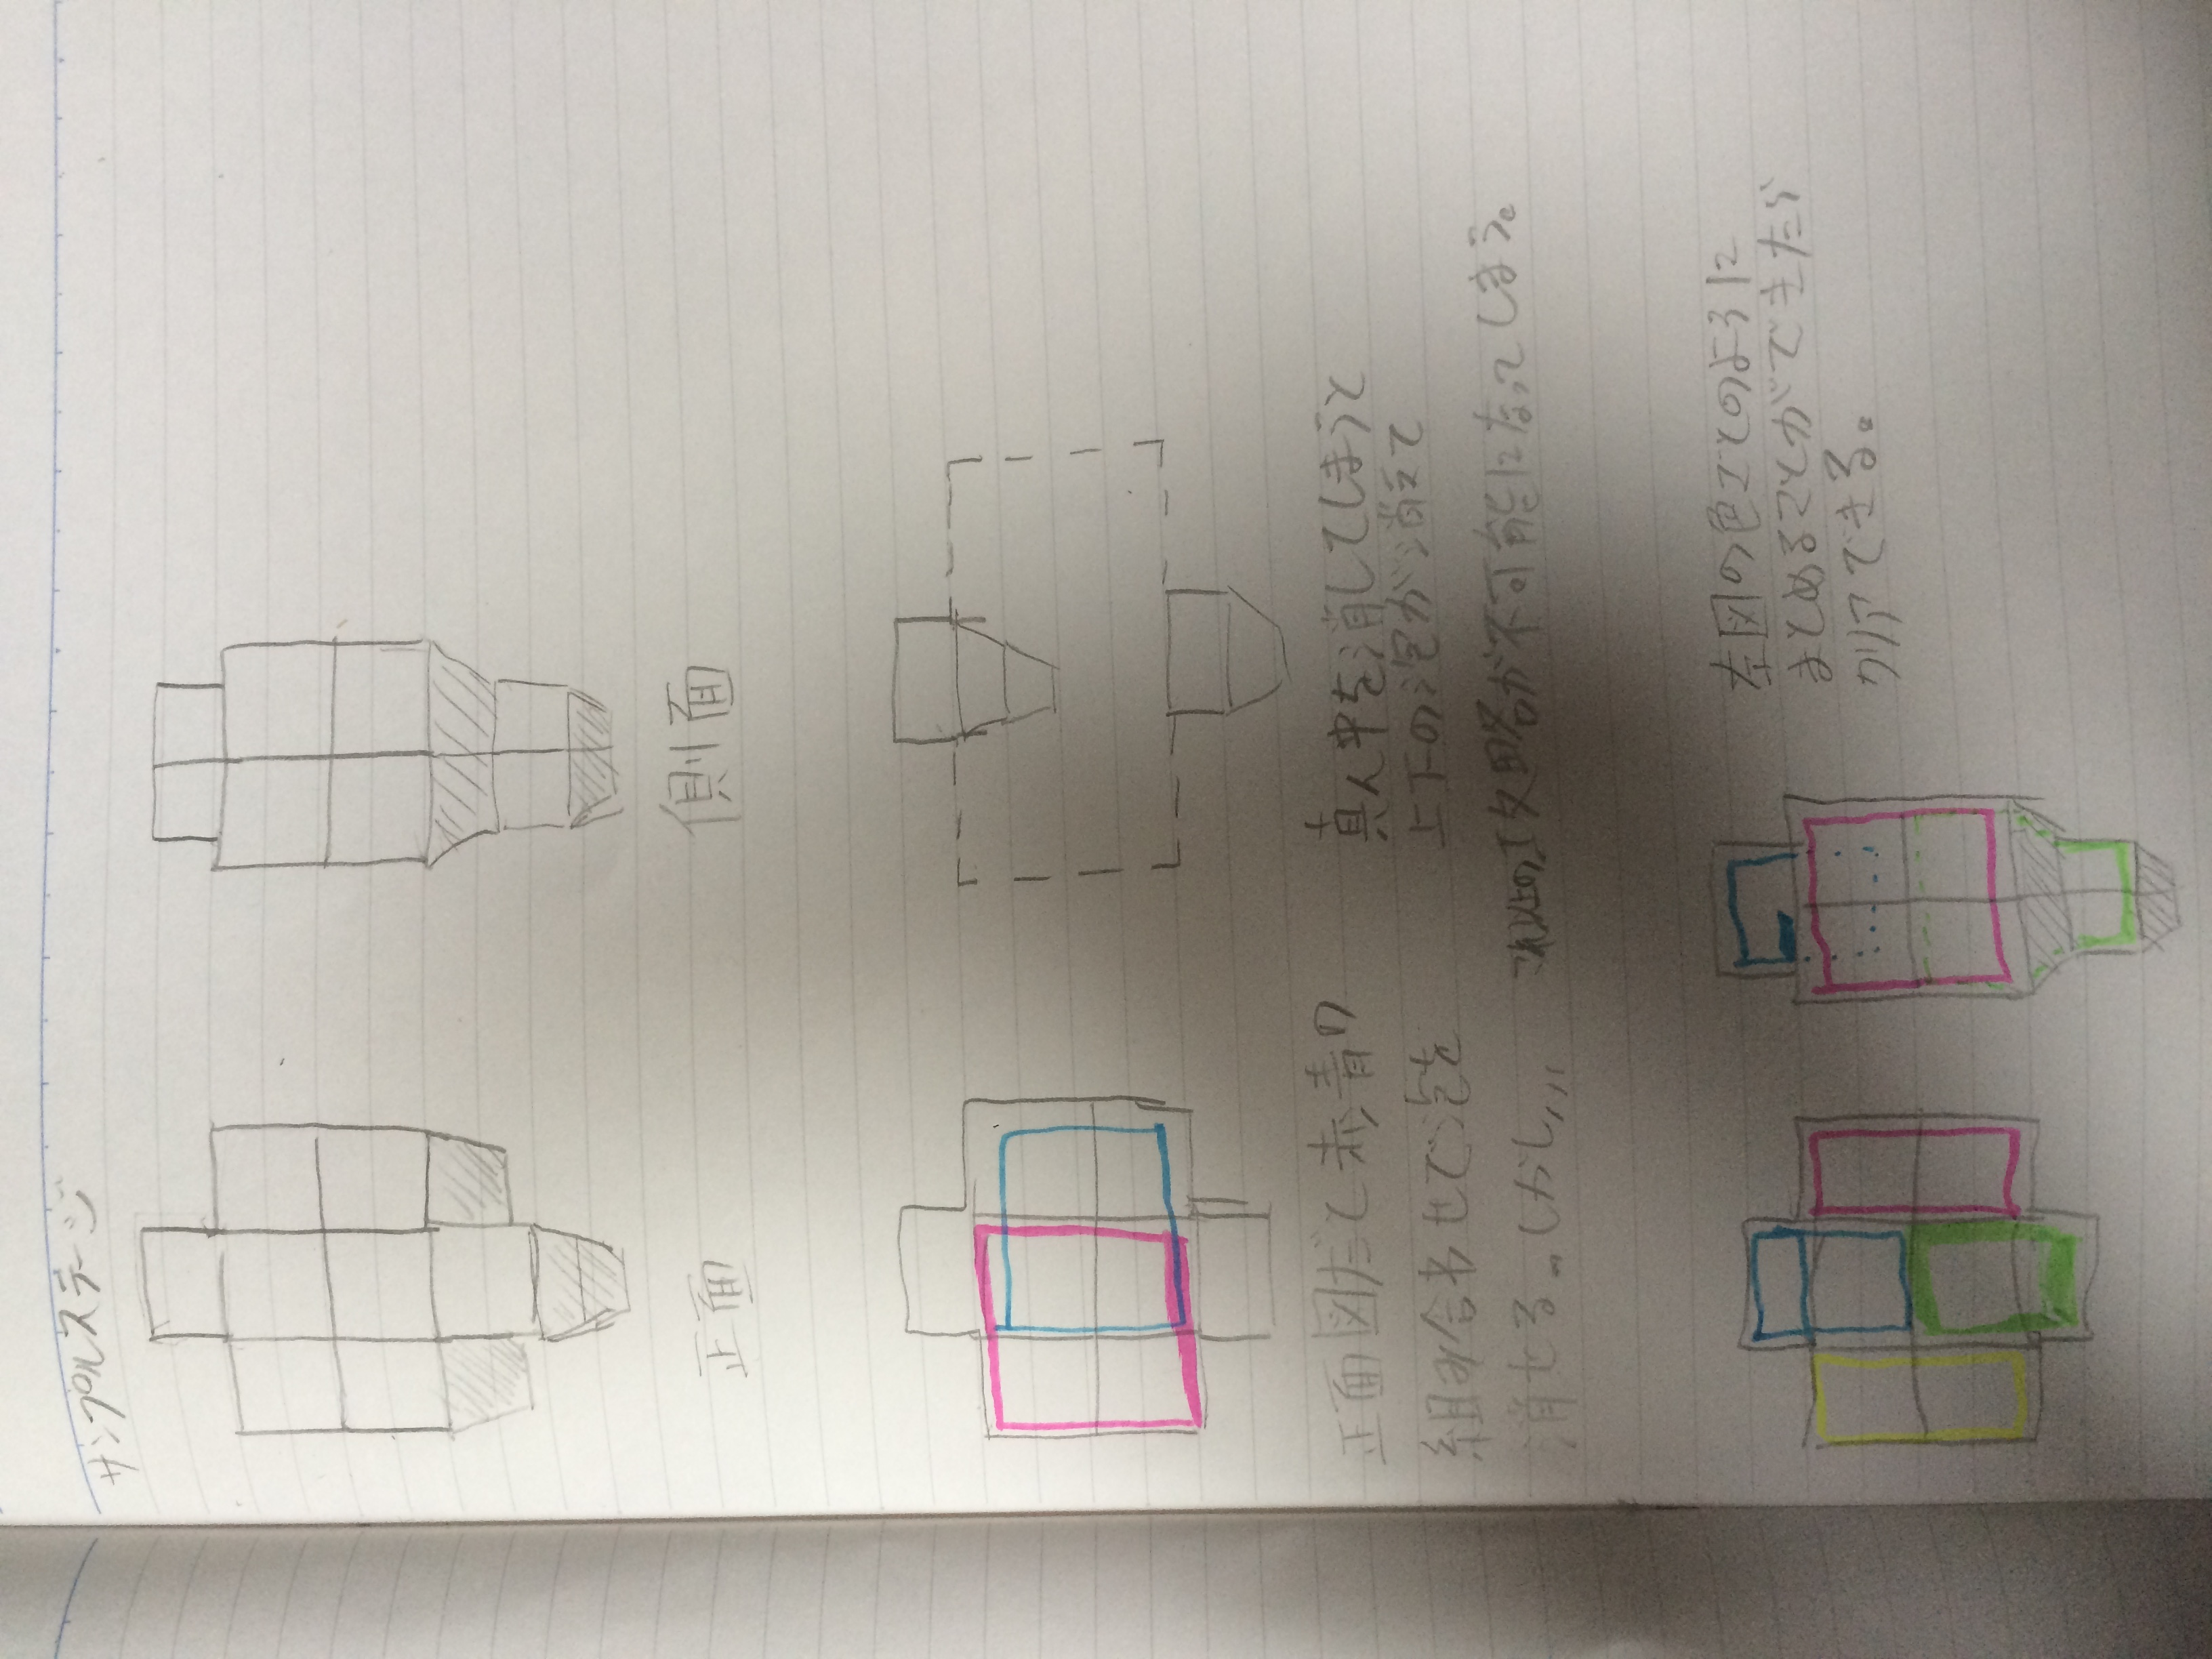 サンプルステージ
正面
側面
正面図だと赤、青の
組み合わせで泡を
消せる。しかし、、、
真ん中を消してしまうと
上下の泡が消えて
これ以上の攻略が不可能になってしまう。
左図の色ごとのように
まとめることができたら
クリアできる。